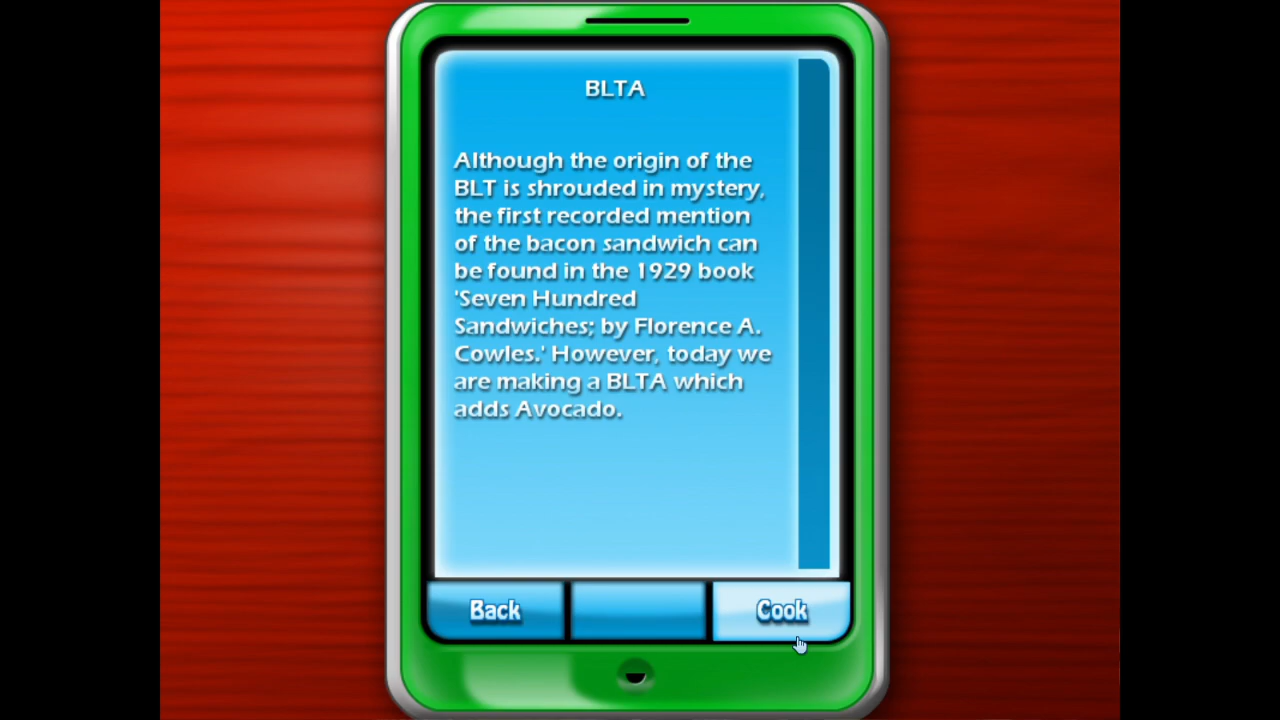 BLTA
Although the origin of the
BLT is shrouded in mystery,
the first recorded mention
of the bacon sandwich can
be found in the 1929 book
'Seven Hundred
Sandwiches; by Florence A.
Cowles.' However, today we
are making a BLTA which
adds Avocado.
Back
Cook